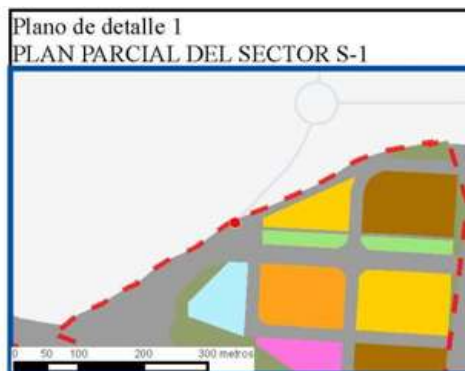 Plano de detalle 1
PLAN PARCIAL DEL SECTOR S-1
0 50 100 200 300 metros